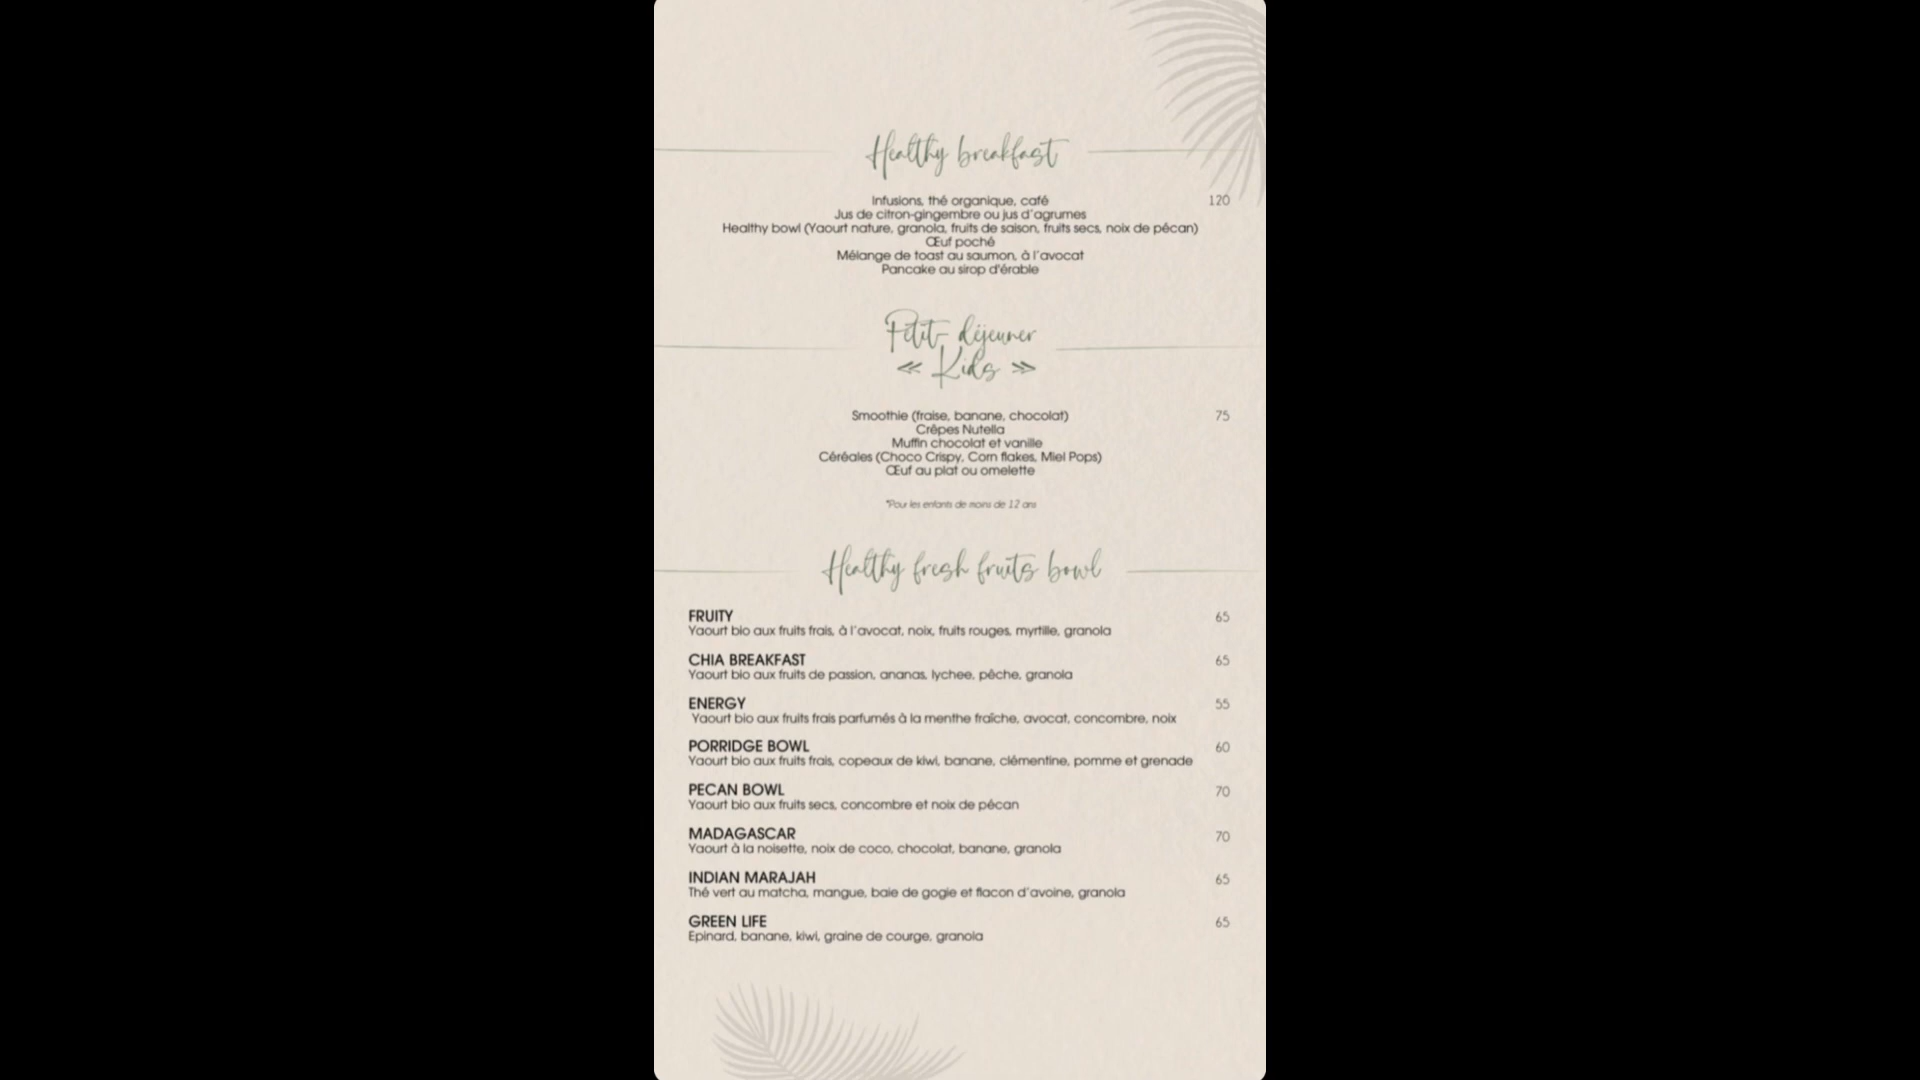 Healthy breakfast
Infusions, thé organique, café 120
Jus de citron-gingembre ou jus d'agrumes
Healthy bowl (Yaourt nature, granola, fruits de saison, fruits secs, noix de pécan)
Œuf poché
Mélange de toast au saumon, à l'avocat
Pancake au sirop d'érable
Petit-déjeuner
« Kids »
Smoothie (fraise, banane, chocolat) 75
Crêpes Nutella
Muffin chocolat et vanille
Céréales (Choco Crispy, Corn flakes, Miel Pops)
Œuf au plat ou omelette
*Pour les enfants de moins de 12 ans
Healthy fresh fruits bowl
FRUITY 65
Yaourt bio aux fruits frais, à l'avocat, noix, fruits rouges, myrtille, granola
CHIA BREAKFAST 65
Yaourt bio aux fruits de passion, ananas, lychee, pêche, granola
ENERGY 55
Yaourt bio aux fruits frais parfumés à la menthe fraîche, avocat, concombre, noix
PORRIDGE BOWL 60
Yaourt bio aux fruits frais, copeaux de kiwi, banane, clémentine, pomme et grenade
PECAN BOWL 70
Yaourt bio aux fruits secs, concombre et noix de pécan
MADAGASCAR 70
Yaourt à la noisette, noix de coco, chocolat, banane, granola
INDIAN MARAJAH 65
Thé vert au matcha, mangue, baie de gogie et flacon d'avoine, granola
GREEN LIFE 65
Epinard, banane, kiwi, graine de courge, granola